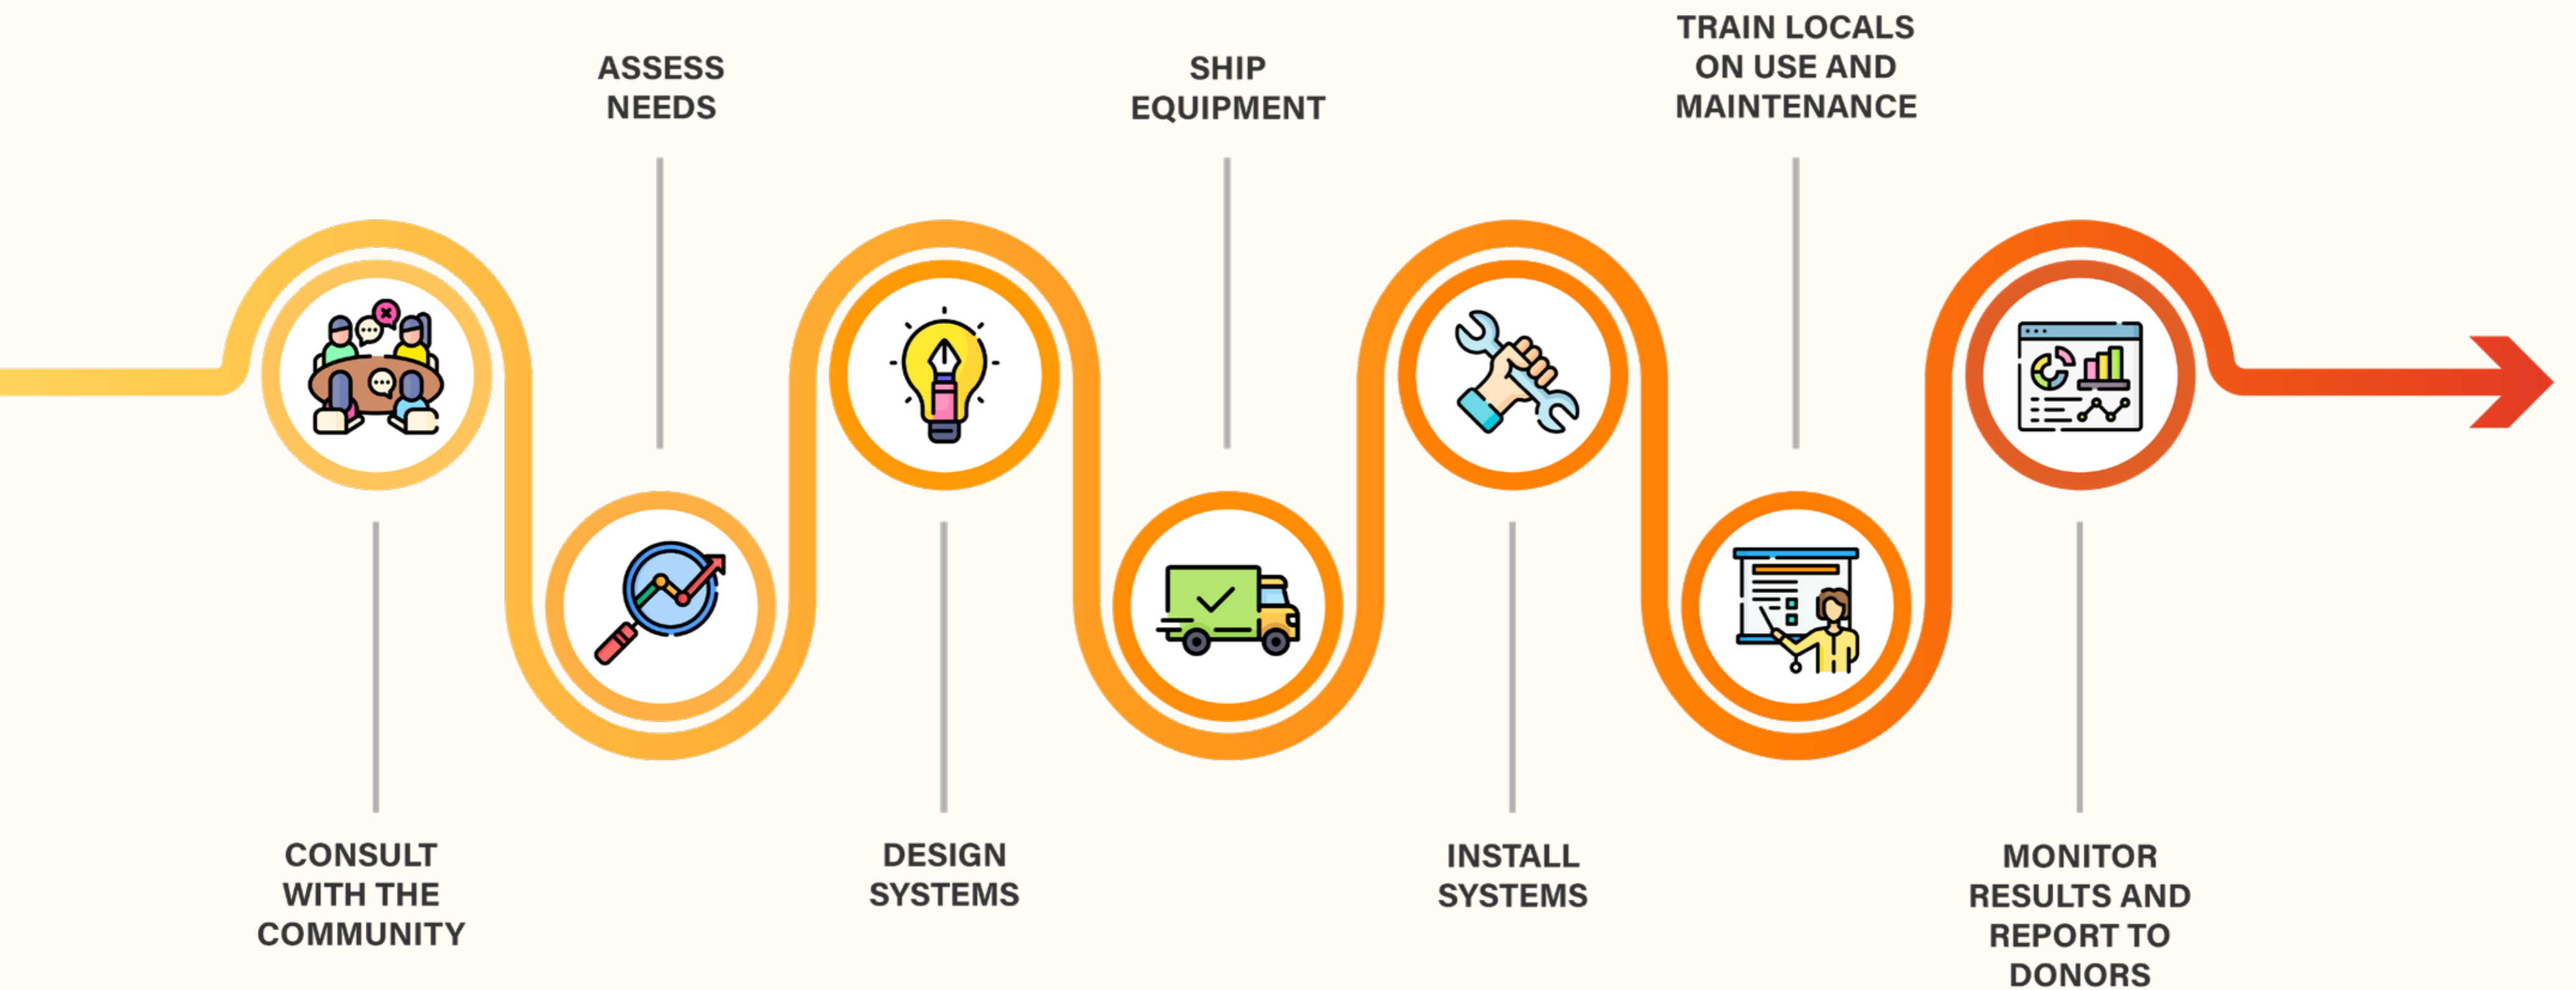 CONSULT
WITH THE
COMMUNITY
ASSESS
NEEDS
DESIGN
SYSTEMS
SHIP
EQUIPMENT
INSTALL
SYSTEMS
TRAIN LOCALS
ON USE AND
MAINTENANCE
MONITOR
RESULTS AND
REPORT TO
DONORS